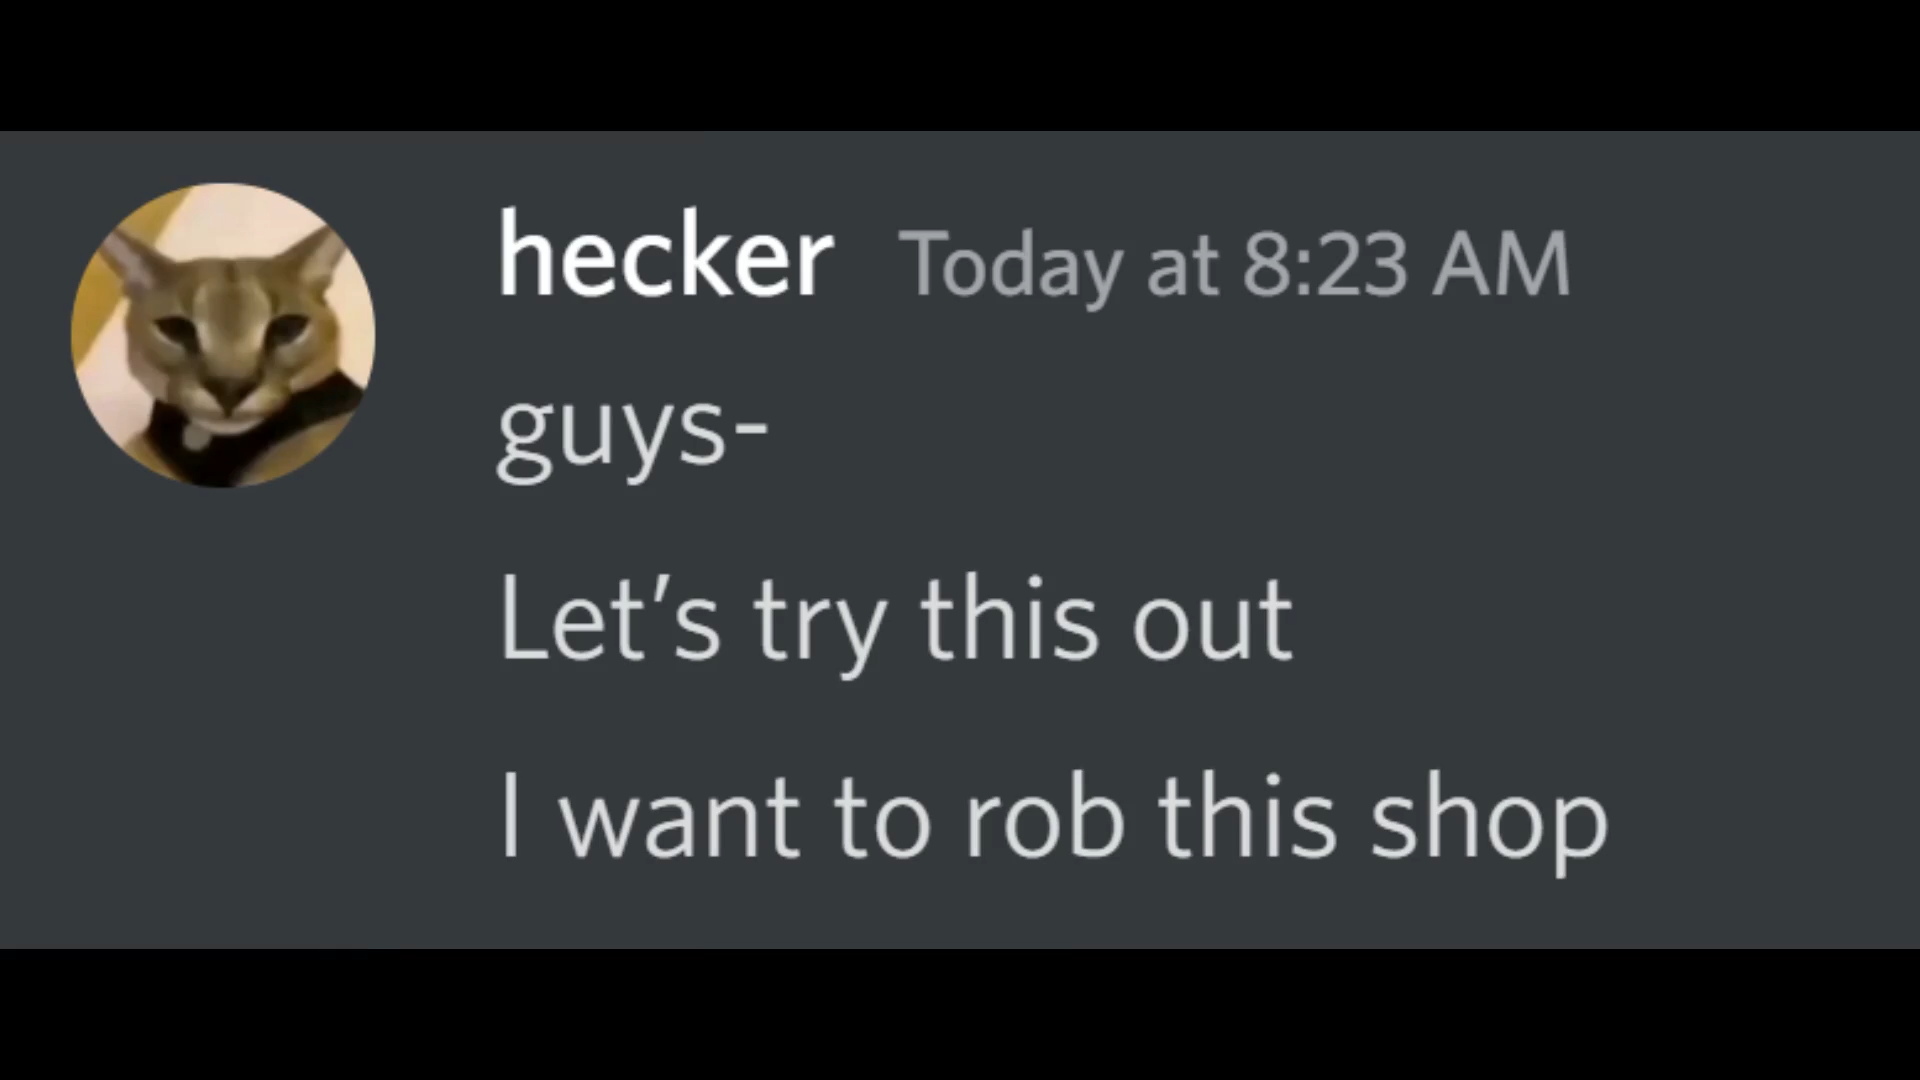 hecker Today at 8:23 AM
guys-
Let’s try this out
I want to rob this shop